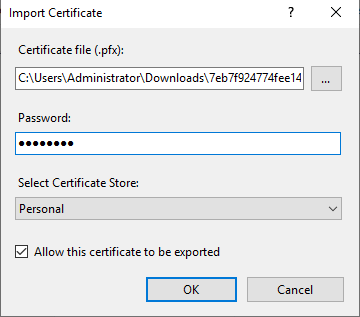 Import Certificate
?
Certificate file (.pfx):
C:\Users\Administrator\Downloads\7eb7f924774fee14
...
Password:
●●●●●●●●
Select Certificate Store:
Personal
Allow this certificate to be exported
OK
Cancel